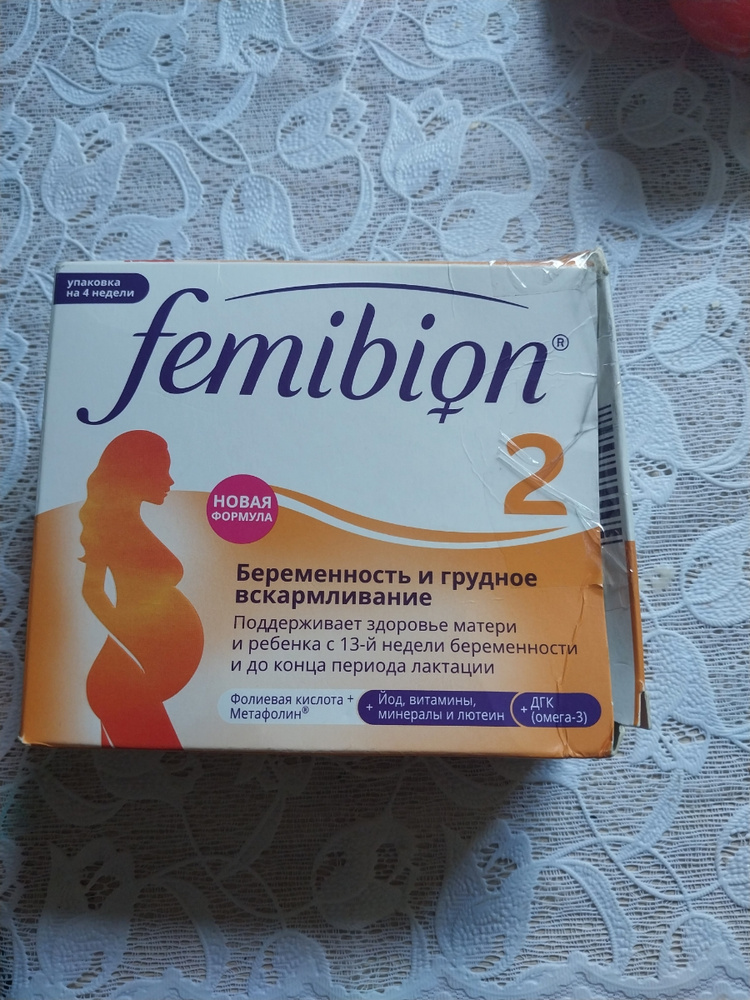 упаковка
на 4 недели
femibion®
2
НОВАЯ
ФОРМУЛА
Беременность и грудное
вскармливание
Поддерживает здоровье матери
и ребенка с 13-й недели беременности
и до конца периода лактации
Фолиевая кислота +
Метафолин®
+ Йод, витамины,
минералы и лютеин
+ ДГК
(омега-3)